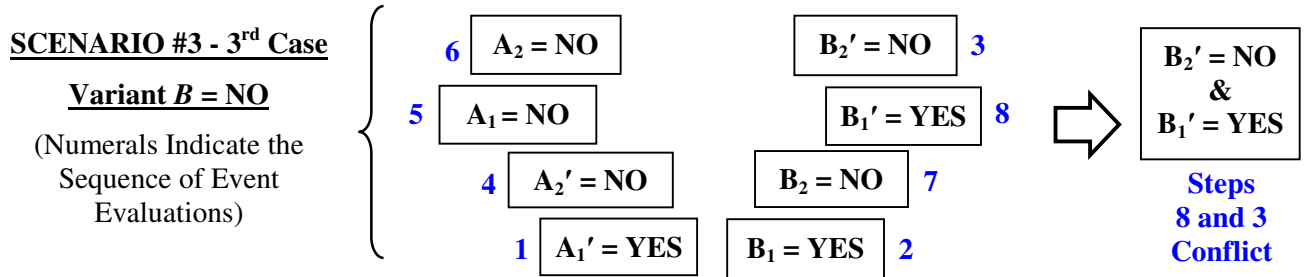 SCENARIO #3 - 3rd Case
Variant B = NO
(Numerals Indicate the
Sequence of Event
Evaluations)
6 A₂ = NO
5 A₁ = NO
4 A₂′ = NO
1 A₁′ = YES
B₂′ = NO 3
B₁′ = YES 8
B₂ = NO 7
B₁ = YES 2
B₂′ = NO
&
B₁′ = YES
Steps
8 and 3
Conflict